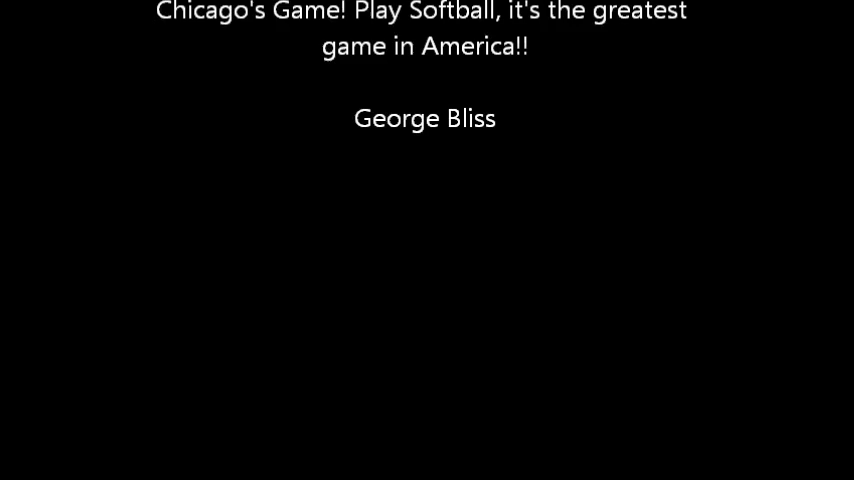 Chicago's Game! Play Softball, it's the greatest
game in America!!
George Bliss